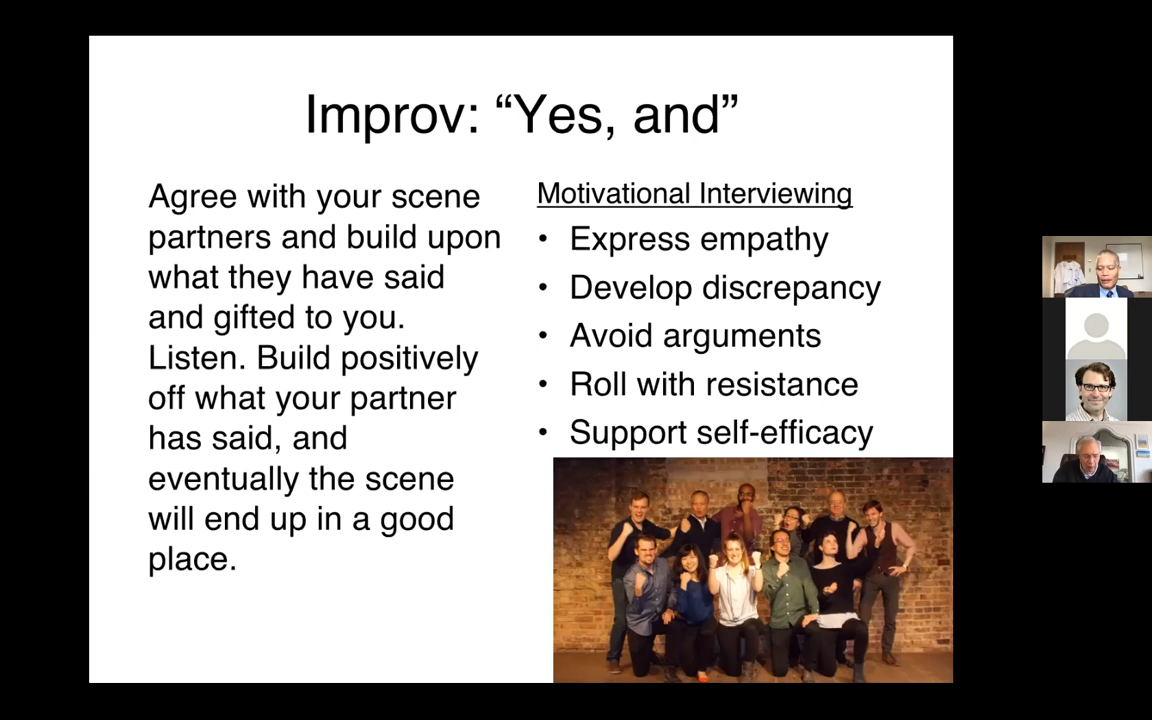 Improv: “Yes, and”
Agree with your scene
partners and build upon
what they have said
and gifted to you.
Listen. Build positively
off what your partner
has said, and
eventually the scene
will end up in a good
place.
Motivational Interviewing
• Express empathy
• Develop discrepancy
• Avoid arguments
• Roll with resistance
• Support self-efficacy